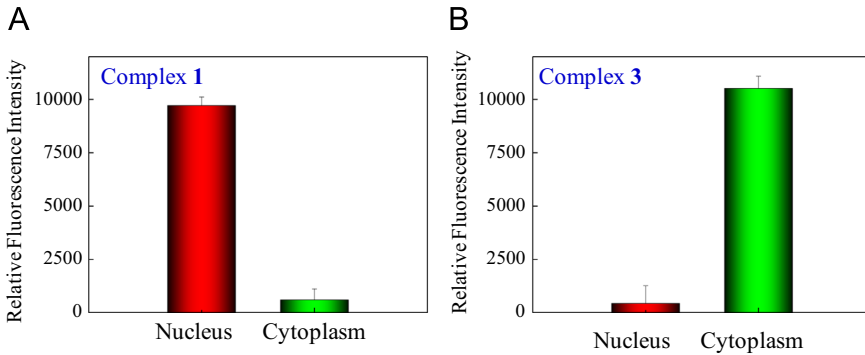 A
Relative Fluorescence Intensity
Complex 1
10000
7500
5000
2500
0
Nucleus Cytoplasm
B
Relative Fluorescence Intensity
Complex 3
10000
7500
5000
2500
0
Nucleus Cytoplasm